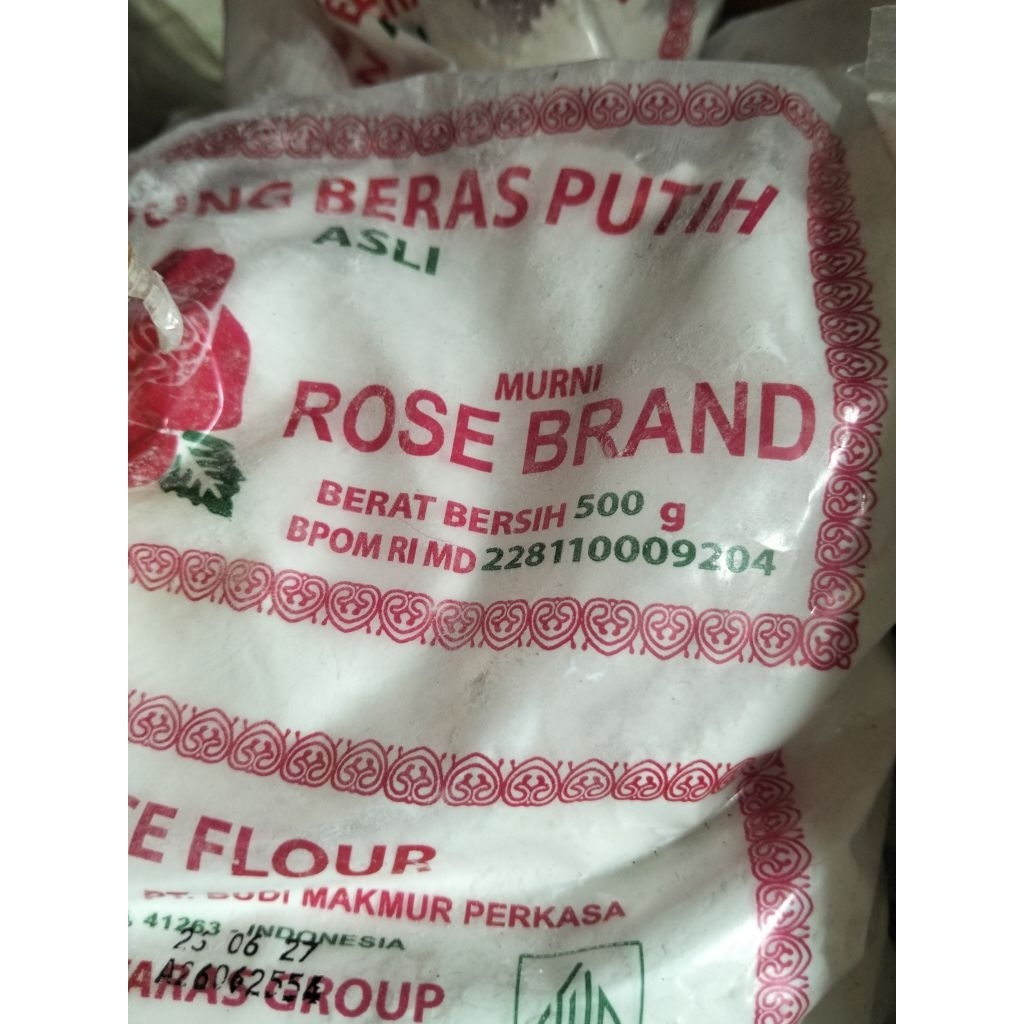 BERAS PUTIH
ASLI
MURNI
ROSE BRAND
BERAT BERSIH 500 g
BPOM RI MD 228110009204
FLOUR
PT. BUDI MAKMUR PERKASA
41263 - INDONESIA
06 27
GROUP